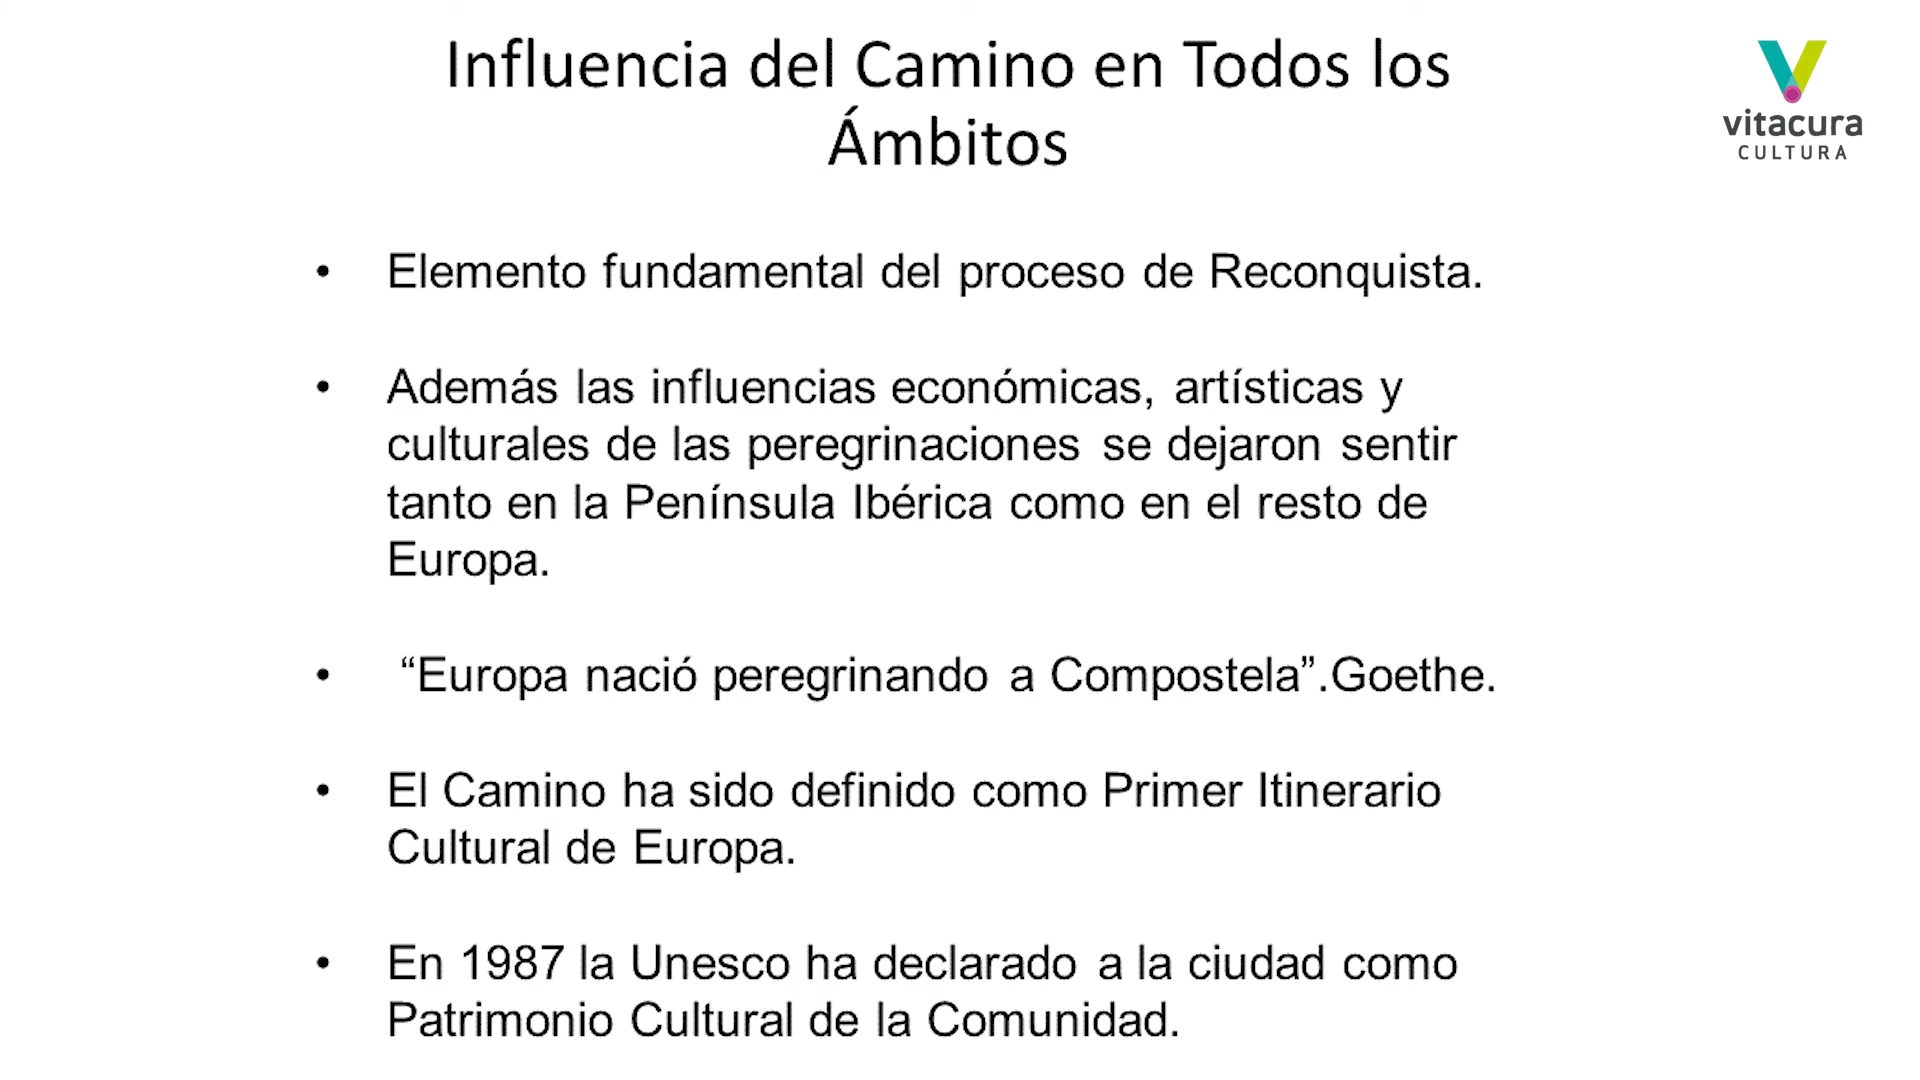 Influencia del Camino en Todos los
Ámbitos
vitacura
CULTURA
• Elemento fundamental del proceso de Reconquista.
• Además las influencias económicas, artísticas y
culturales de las peregrinaciones se dejaron sentir
tanto en la Península Ibérica como en el resto de
Europa.
• “Europa nació peregrinando a Compostela”.Goethe.
• El Camino ha sido definido como Primer Itinerario
Cultural de Europa.
• En 1987 la Unesco ha declarado a la ciudad como
Patrimonio Cultural de la Comunidad.